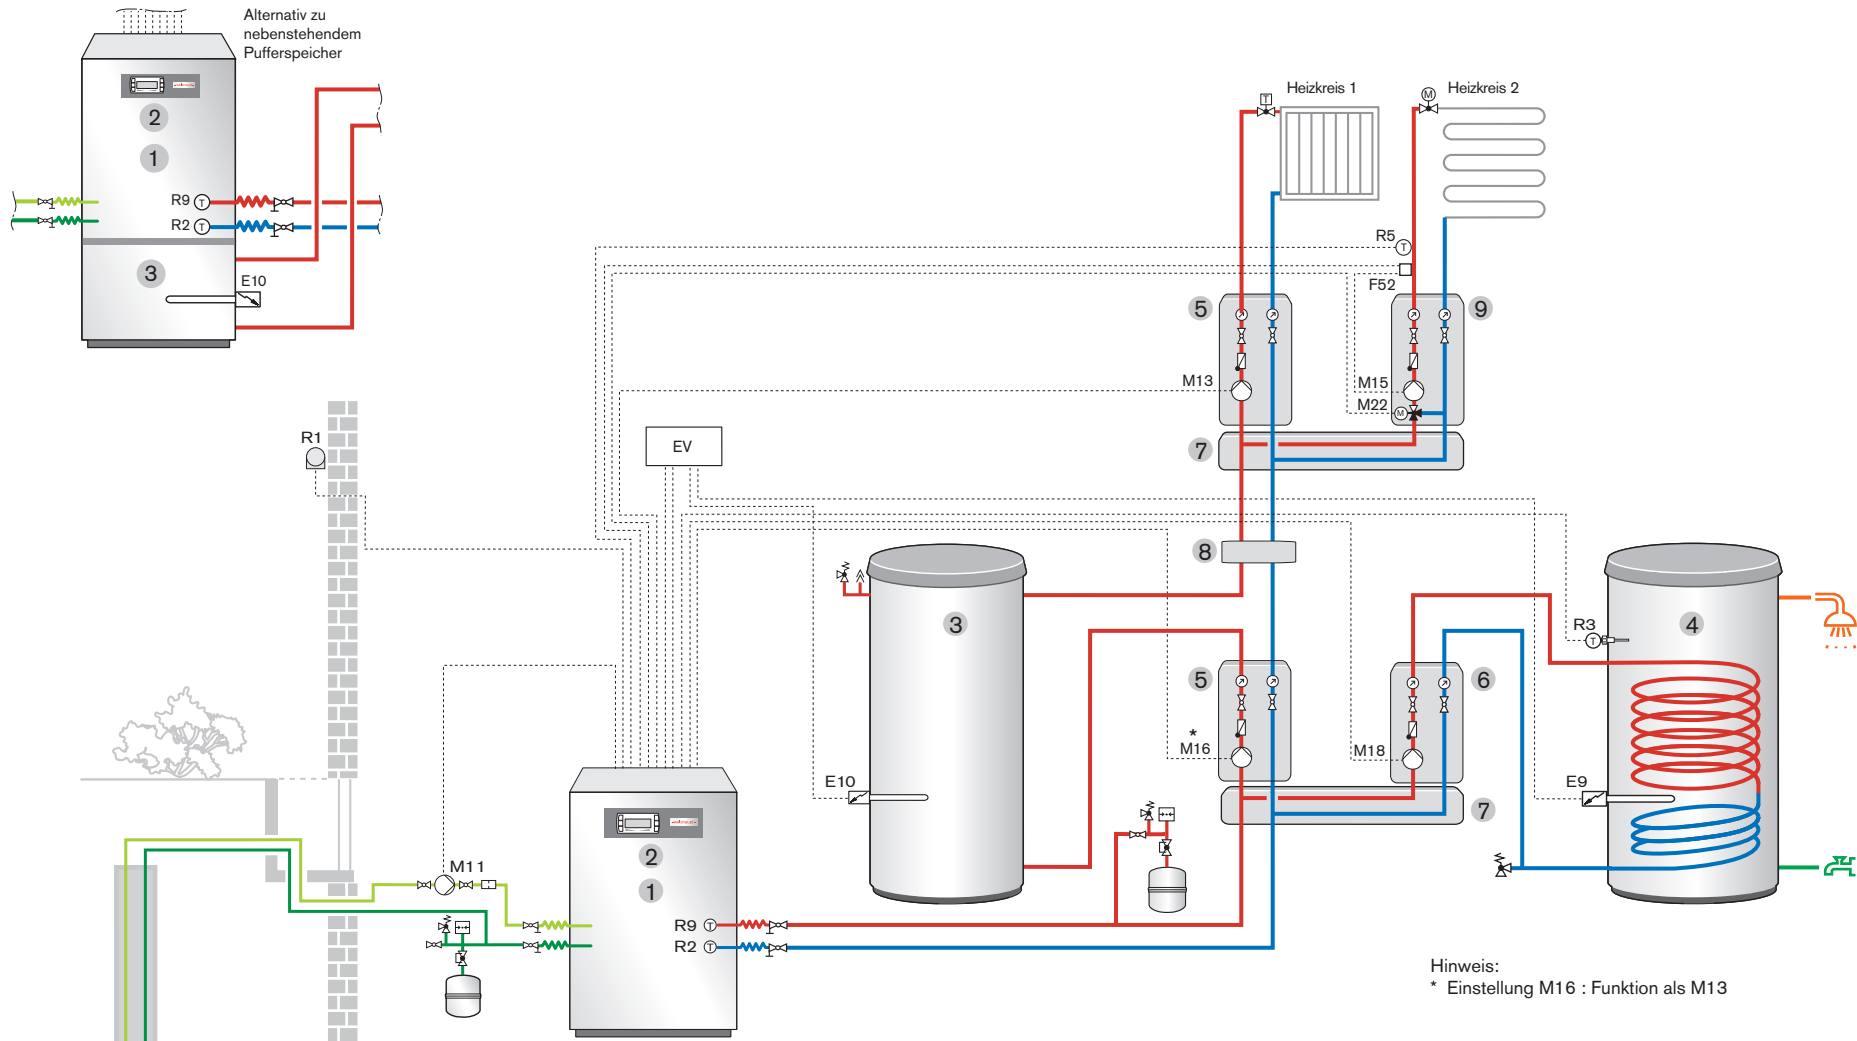 Alternativ zu
nebenstehendem
Pufferspeicher
2
1
R9 T
R2 T
3
E10
Heizkreis 1
Heizkreis 2
T
M
R5
T
F52
5
9
M13
M15
M22
M
R1
EV
7
8
3
R3
T
4
5
6
*
M16
M18
E10
E9
7
M11
2
1
R9 T
R2 T
Hinweis:
* Einstellung M16 : Funktion als M13